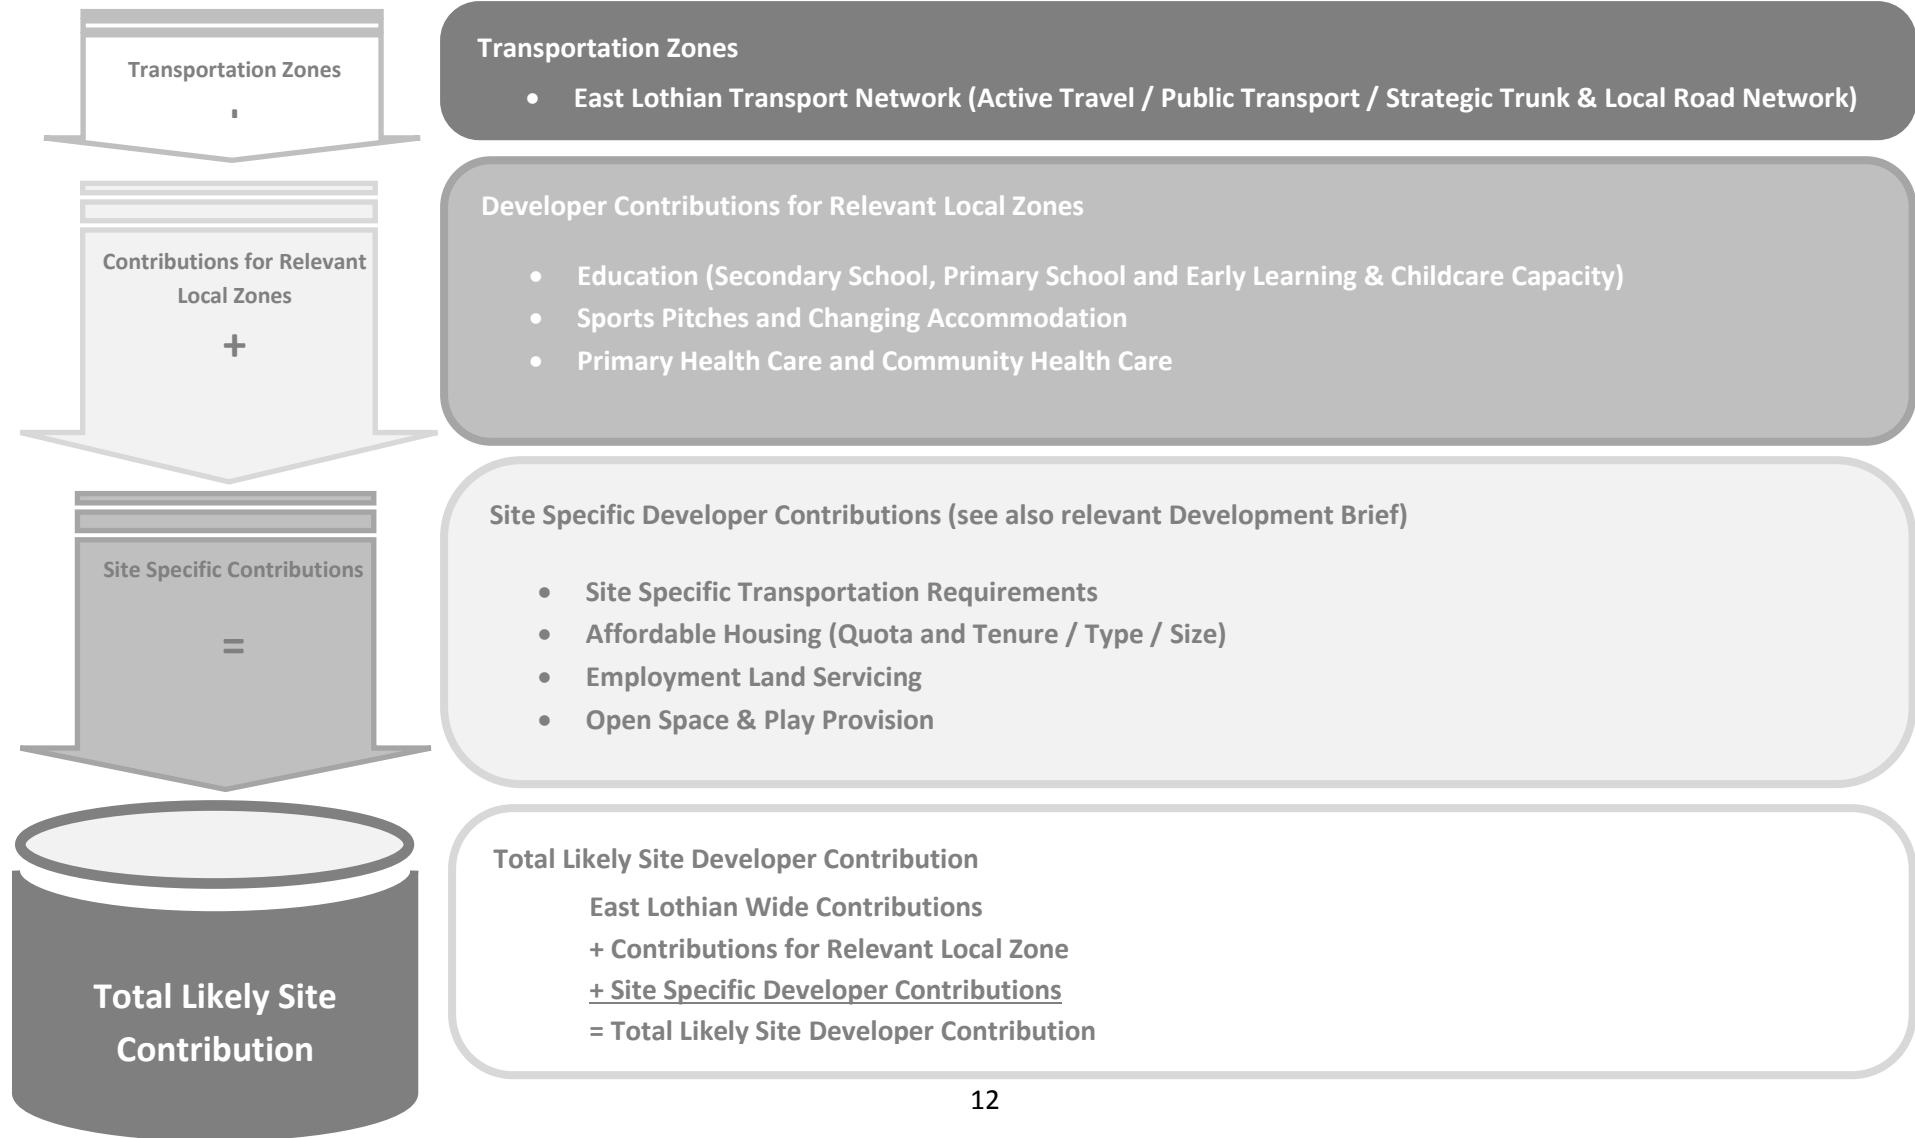 Transportation Zones
Transportation Zones
• East Lothian Transport Network (Active Travel / Public Transport / Strategic Trunk & Local Road Network)
Contributions for Relevant
Local Zones
+
Developer Contributions for Relevant Local Zones
• Education (Secondary School, Primary School and Early Learning & Childcare Capacity)
• Sports Pitches and Changing Accommodation
• Primary Health Care and Community Health Care
Site Specific Contributions
=
Site Specific Developer Contributions (see also relevant Development Brief)
• Site Specific Transportation Requirements
• Affordable Housing (Quota and Tenure / Type / Size)
• Employment Land Servicing
• Open Space & Play Provision
Total Likely Site
Contribution
Total Likely Site Developer Contribution
East Lothian Wide Contributions
+ Contributions for Relevant Local Zone
+ Site Specific Developer Contributions
= Total Likely Site Developer Contribution
12